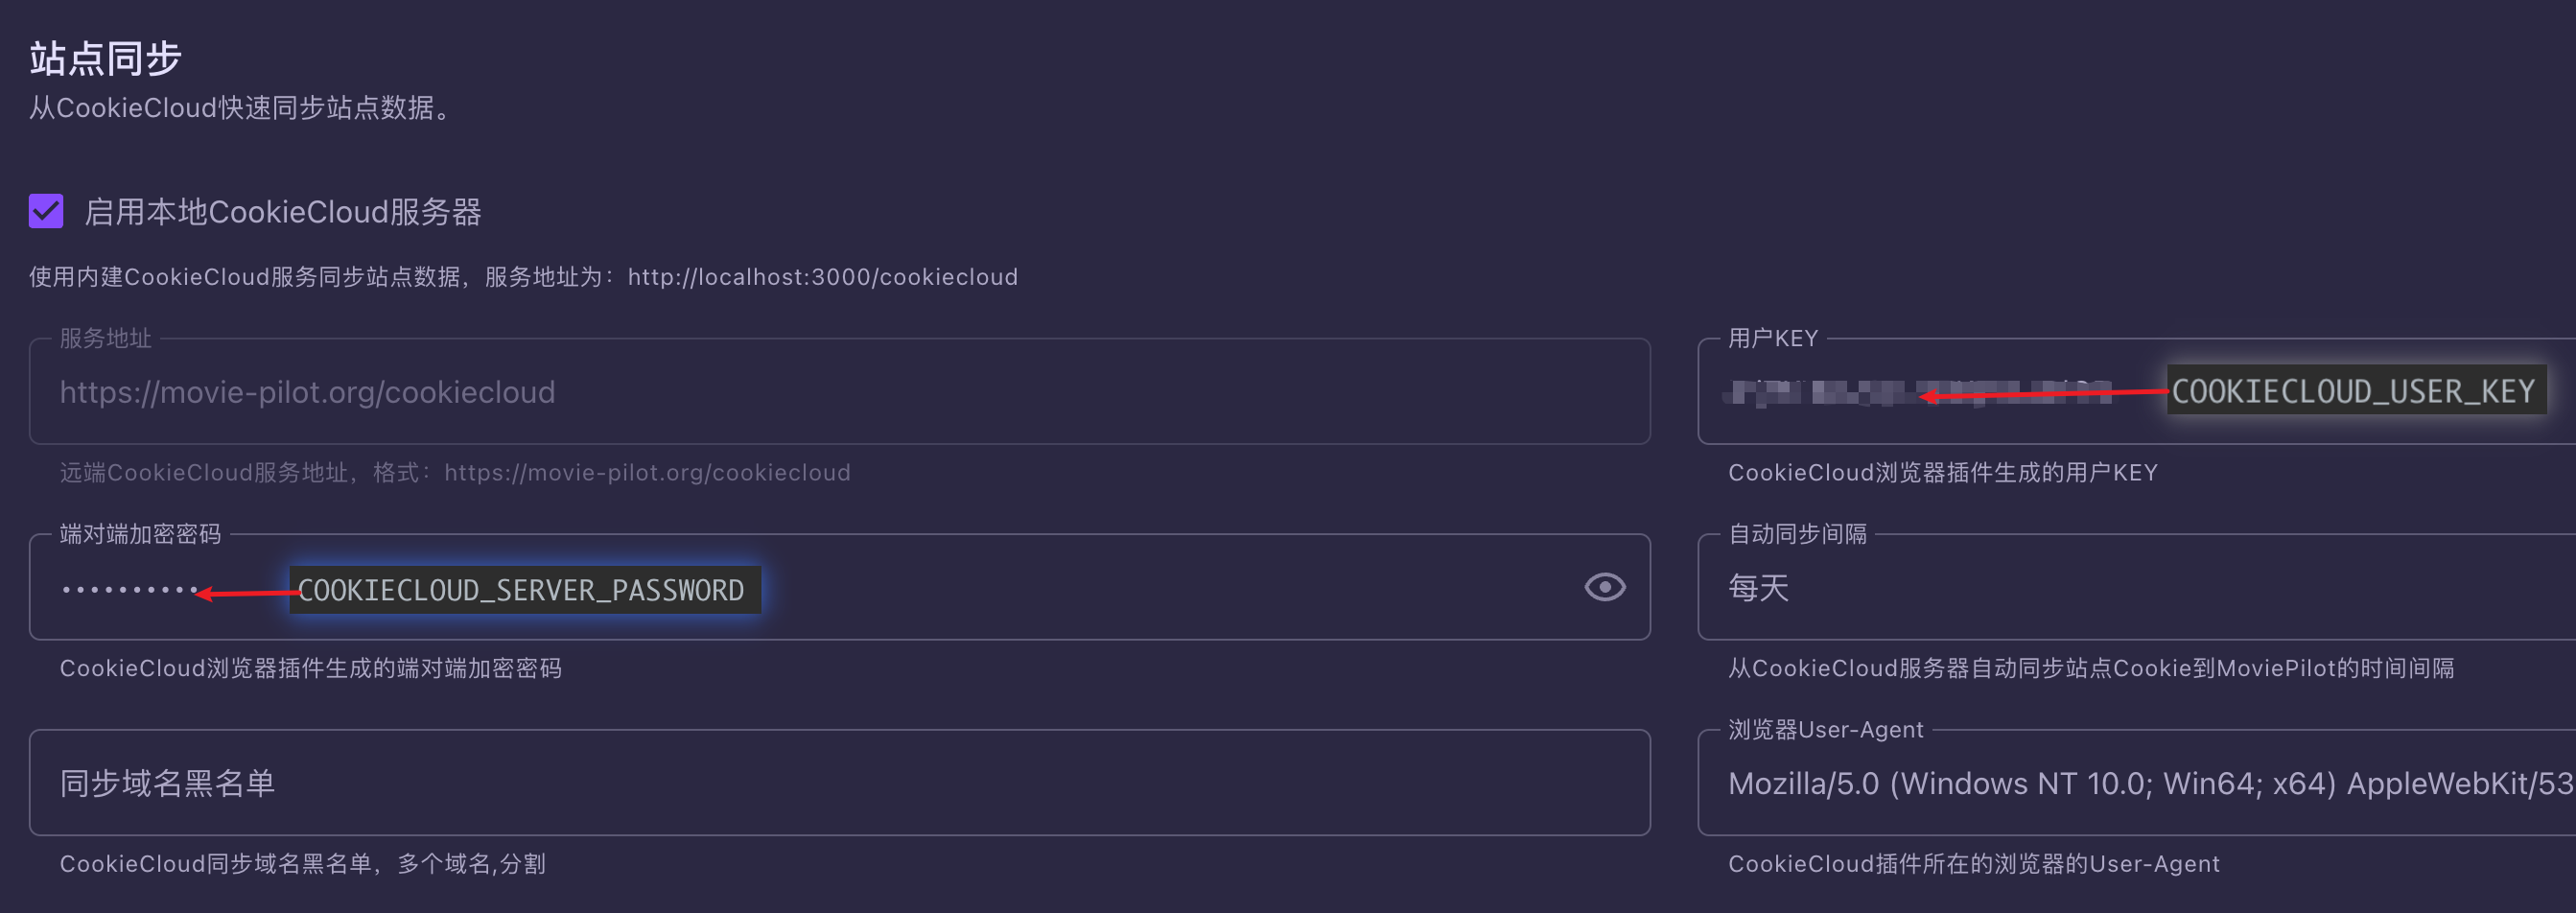 站点同步
从CookieCloud快速同步站点数据。
启用本地CookieCloud服务器
使用内建CookieCloud服务同步站点数据，服务地址为：http://localhost:3000/cookiecloud
服务地址
https://movie-pilot.org/cookiecloud
远端CookieCloud服务地址，格式：https://movie-pilot.org/cookiecloud
用户KEY
COOKIECLOUD_USER_KEY
CookieCloud浏览器插件生成的用户KEY
端对端加密密码
COOKIECLOUD_SERVER_PASSWORD
CookieCloud浏览器插件生成的端对端加密密码
自动同步间隔
每天
从CookieCloud服务器自动同步站点Cookie到MoviePilot的时间间隔
同步域名黑名单
CookieCloud同步域名黑名单，多个域名,分割
浏览器User-Agent
Mozilla/5.0 (Windows NT 10.0; Win64; x64) AppleWebKit/53
CookieCloud插件所在的浏览器的User-Agent